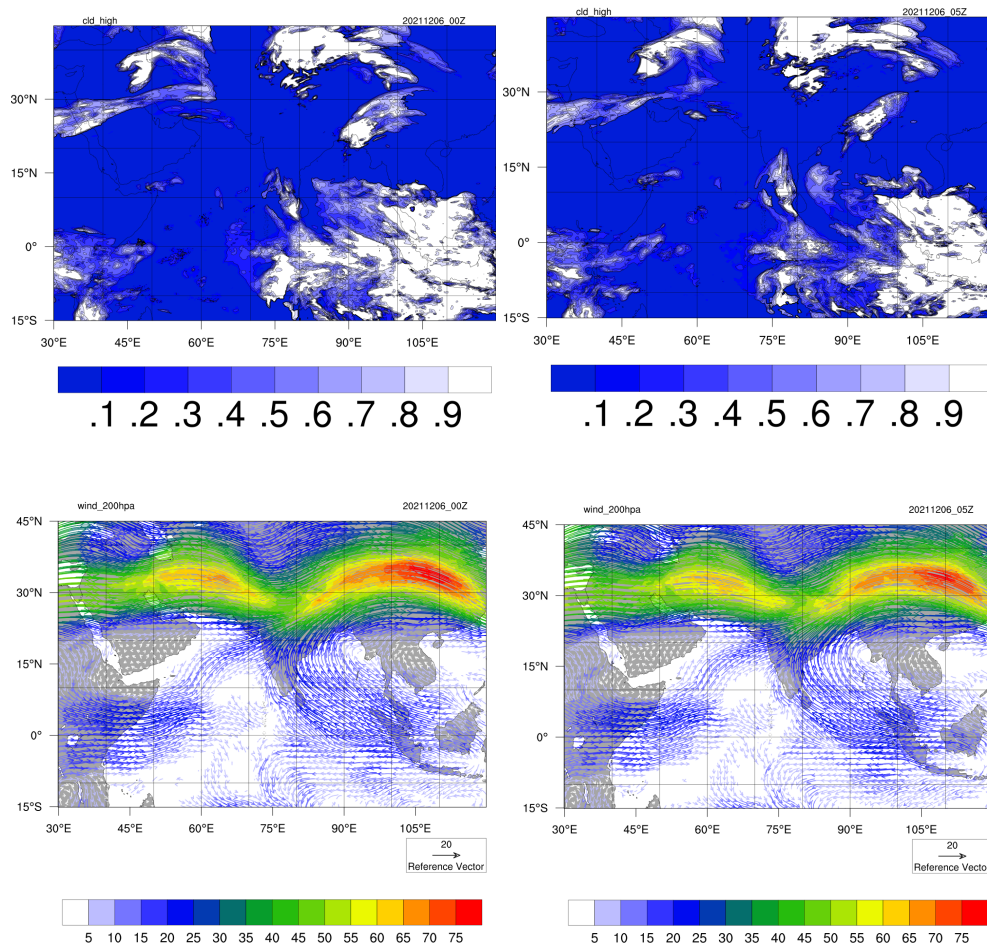 cld_high 20211206_00Z
30°N
15°N
0°
15°S
30°E 45°E 60°E 75°E 90°E 105°E
.1 .2 .3 .4 .5 .6 .7 .8 .9
cld_high 20211206_05Z
30°N
15°N
0°
15°S
30°E 45°E 60°E 75°E 90°E 105°E
.1 .2 .3 .4 .5 .6 .7 .8 .9
wind_200hpa 20211206_00Z
45°N
30°N
15°N
0°
15°S
30°E 45°E 60°E 75°E 90°E 105°E
20
Reference Vector
5 10 15 20 25 30 35 40 45 50 55 60 65 70 75
wind_200hpa 20211206_05Z
45°N
30°N
15°N
0°
15°S
30°E 45°E 60°E 75°E 90°E 105°E
20
Reference Vecto
5 10 15 20 25 30 35 40 45 50 55 60 65 70 75